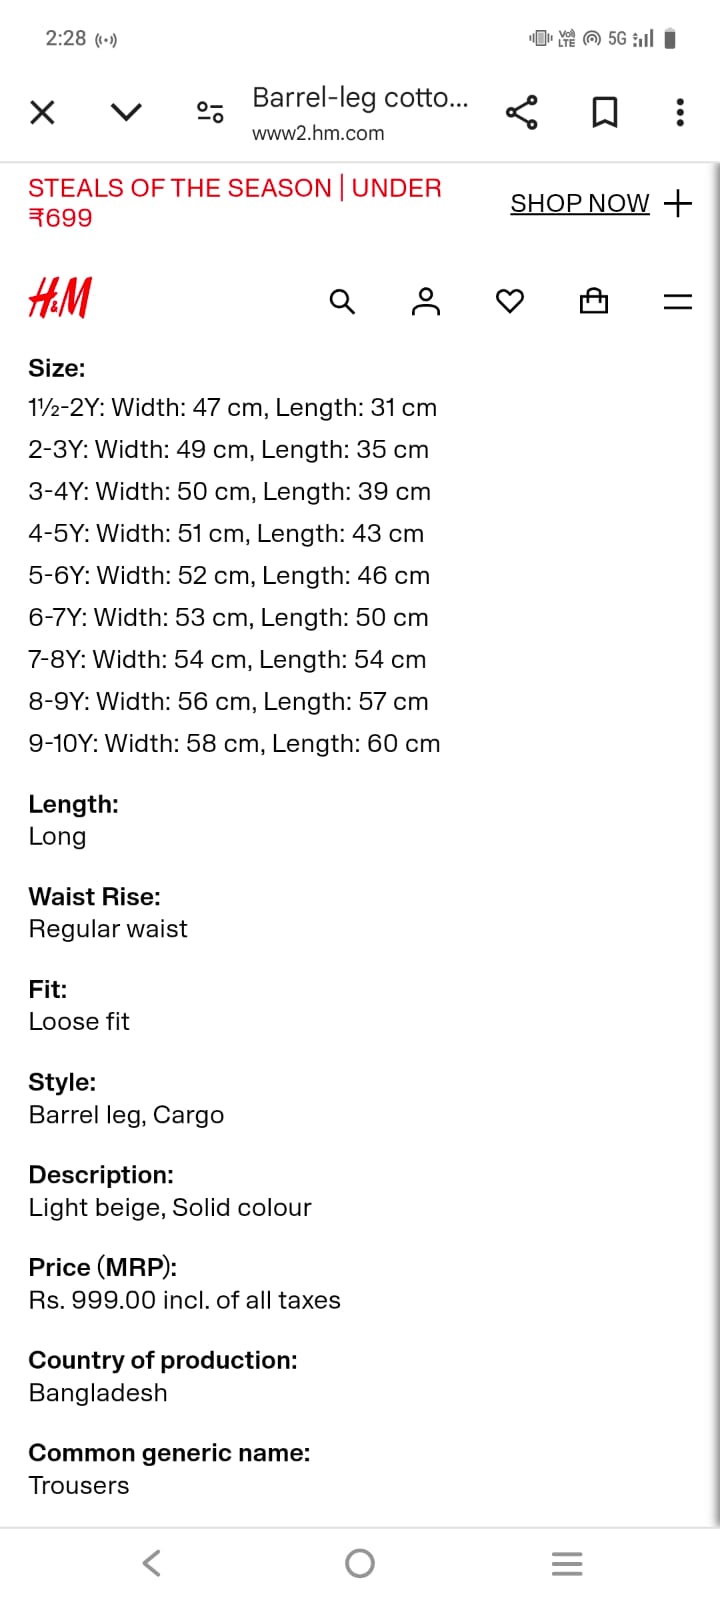 2:28
VoLTE 5G
Barrel-leg cotto...
www2.hm.com
STEALS OF THE SEASON | UNDER
₹699
SHOP NOW
H&M
Size:
1½-2Y: Width: 47 cm, Length: 31 cm
2-3Y: Width: 49 cm, Length: 35 cm
3-4Y: Width: 50 cm, Length: 39 cm
4-5Y: Width: 51 cm, Length: 43 cm
5-6Y: Width: 52 cm, Length: 46 cm
6-7Y: Width: 53 cm, Length: 50 cm
7-8Y: Width: 54 cm, Length: 54 cm
8-9Y: Width: 56 cm, Length: 57 cm
9-10Y: Width: 58 cm, Length: 60 cm
Length:
Long
Waist Rise:
Regular waist
Fit:
Loose fit
Style:
Barrel leg, Cargo
Description:
Light beige, Solid colour
Price (MRP):
Rs. 999.00 incl. of all taxes
Country of production:
Bangladesh
Common generic name:
Trousers